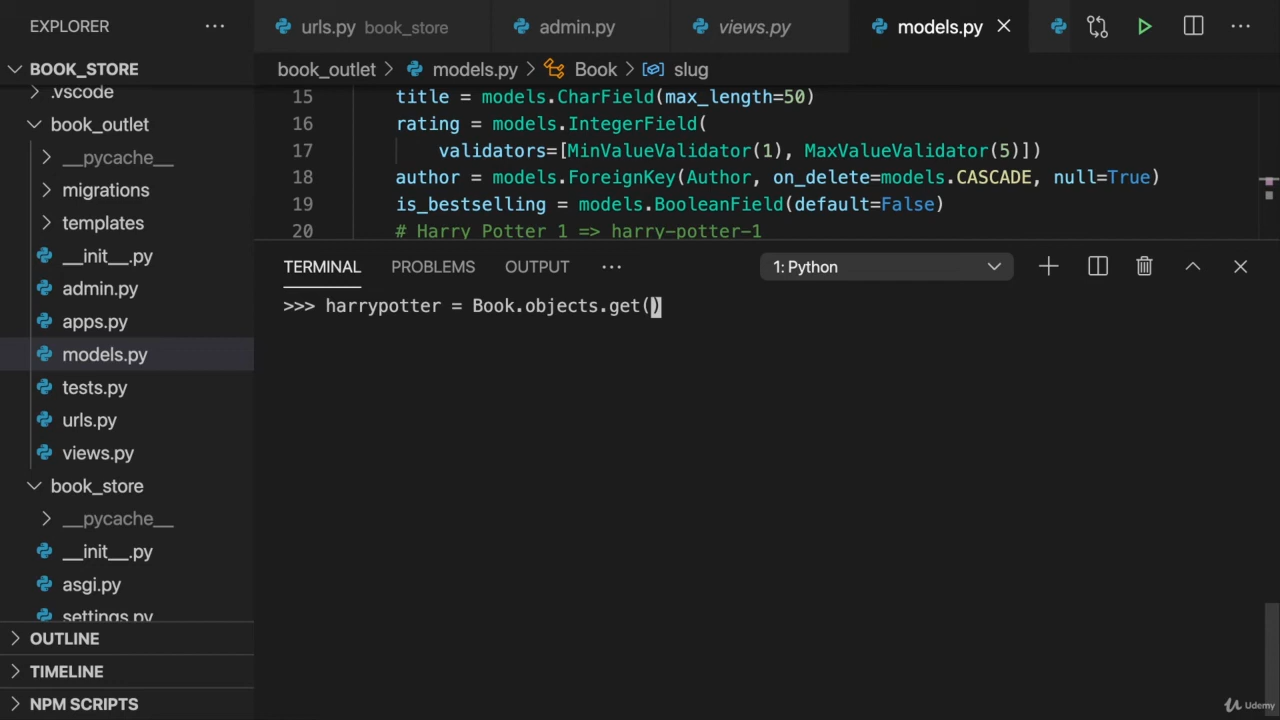 EXPLORER
urls.py book_store
admin.py
views.py
models.py
BOOK_STORE
.vscode
book_outlet
__pycache__
migrations
templates
__init__.py
admin.py
apps.py
models.py
tests.py
urls.py
views.py
book_store
__pycache__
__init__.py
asgi.py
settings.py
OUTLINE
TIMELINE
NPM SCRIPTS
book_outlet > models.py > Book > slug
15 title = models.CharField(max_length=50)
16 rating = models.IntegerField(
17 validators=[MinValueValidator(1), MaxValueValidator(5)])
18 author = models.ForeignKey(Author, on_delete=models.CASCADE, null=True)
19 is_bestselling = models.BooleanField(default=False)
20 # Harry Potter 1 => harry-potter-1
TERMINAL PROBLEMS OUTPUT
1: Python
>>> harrypotter = Book.objects.get()
Udemy